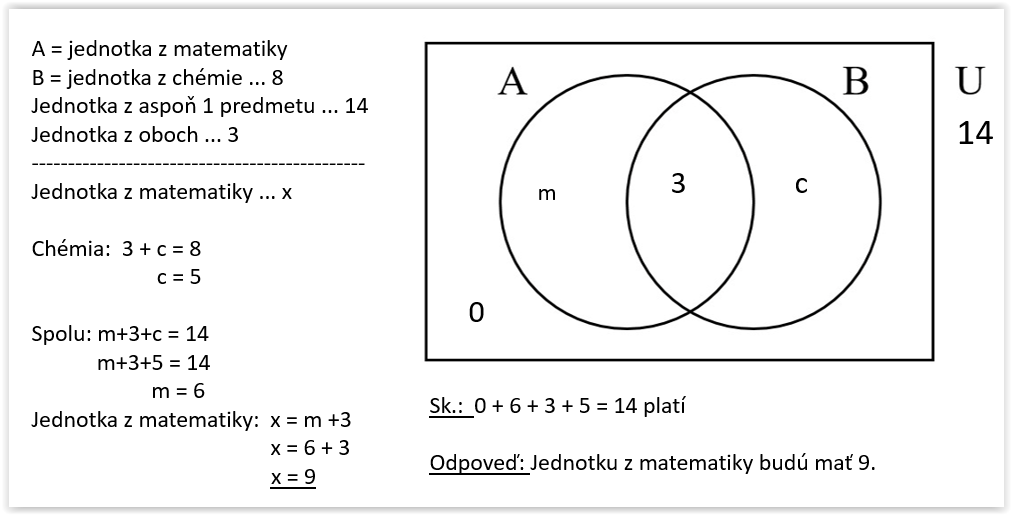 A = jednotka z matematiky
B = jednotka z chémie ... 8
Jednotka z aspoň 1 predmetu ... 14
Jednotka z oboch ... 3
-----------------------------------------------
Jednotka z matematiky ... x
Chémia: 3 + c = 8
c = 5
Spolu: m+3+c = 14
m+3+5 = 14
m = 6
Jednotka z matematiky: x = m +3
x = 6 + 3
x = 9
A
B
U
14
m
3
c
0
Sk.: 0 + 6 + 3 + 5 = 14 platí
Odpoveď: Jednotku z matematiky budú mať 9.